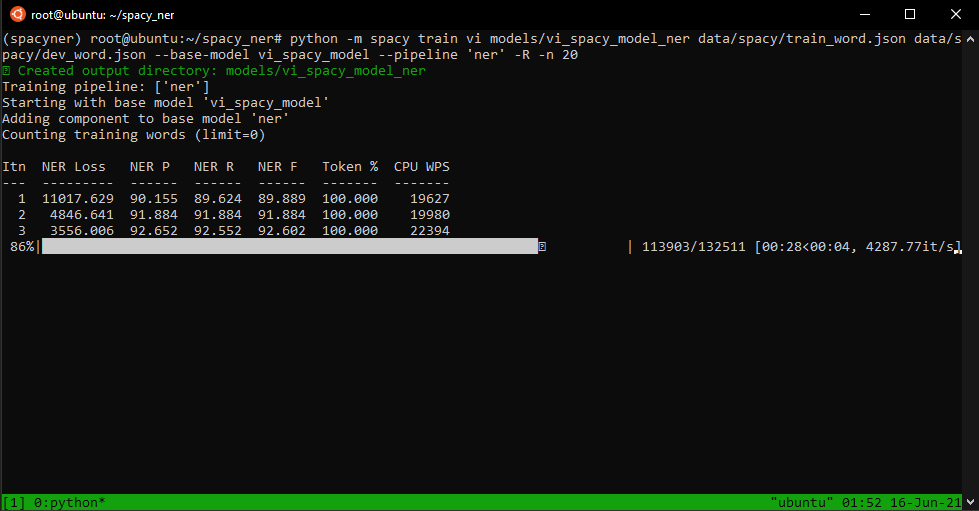 root@ubuntu: ~/spacy_ner
(spacyner) root@ubuntu:~/spacy_ner# python -m spacy train vi models/vi_spacy_model_ner data/spacy/train_word.json data/s
pacy/dev_word.json --base-model vi_spacy_model --pipeline 'ner' -R -n 20
Created output directory: models/vi_spacy_model_ner
Training pipeline: ['ner']
Starting with base model 'vi_spacy_model'
Adding component to base model 'ner'
Counting training words (limit=0)
Itn  NER Loss   NER P   NER R   NER F   Token %  CPU WPS
---  ---------  ------  ------  ------  -------  -------
  1  11017.629  90.155  89.624  89.889  100.000    19627
  2   4846.641  91.884  91.884  91.884  100.000    19980
  3   3556.006  92.652  92.552  92.602  100.000    22394
 86%| | 113903/132511 [00:28<00:04, 4287.77it/s]
[1] 0:python* "ubuntu" 01:52 16-Jun-21